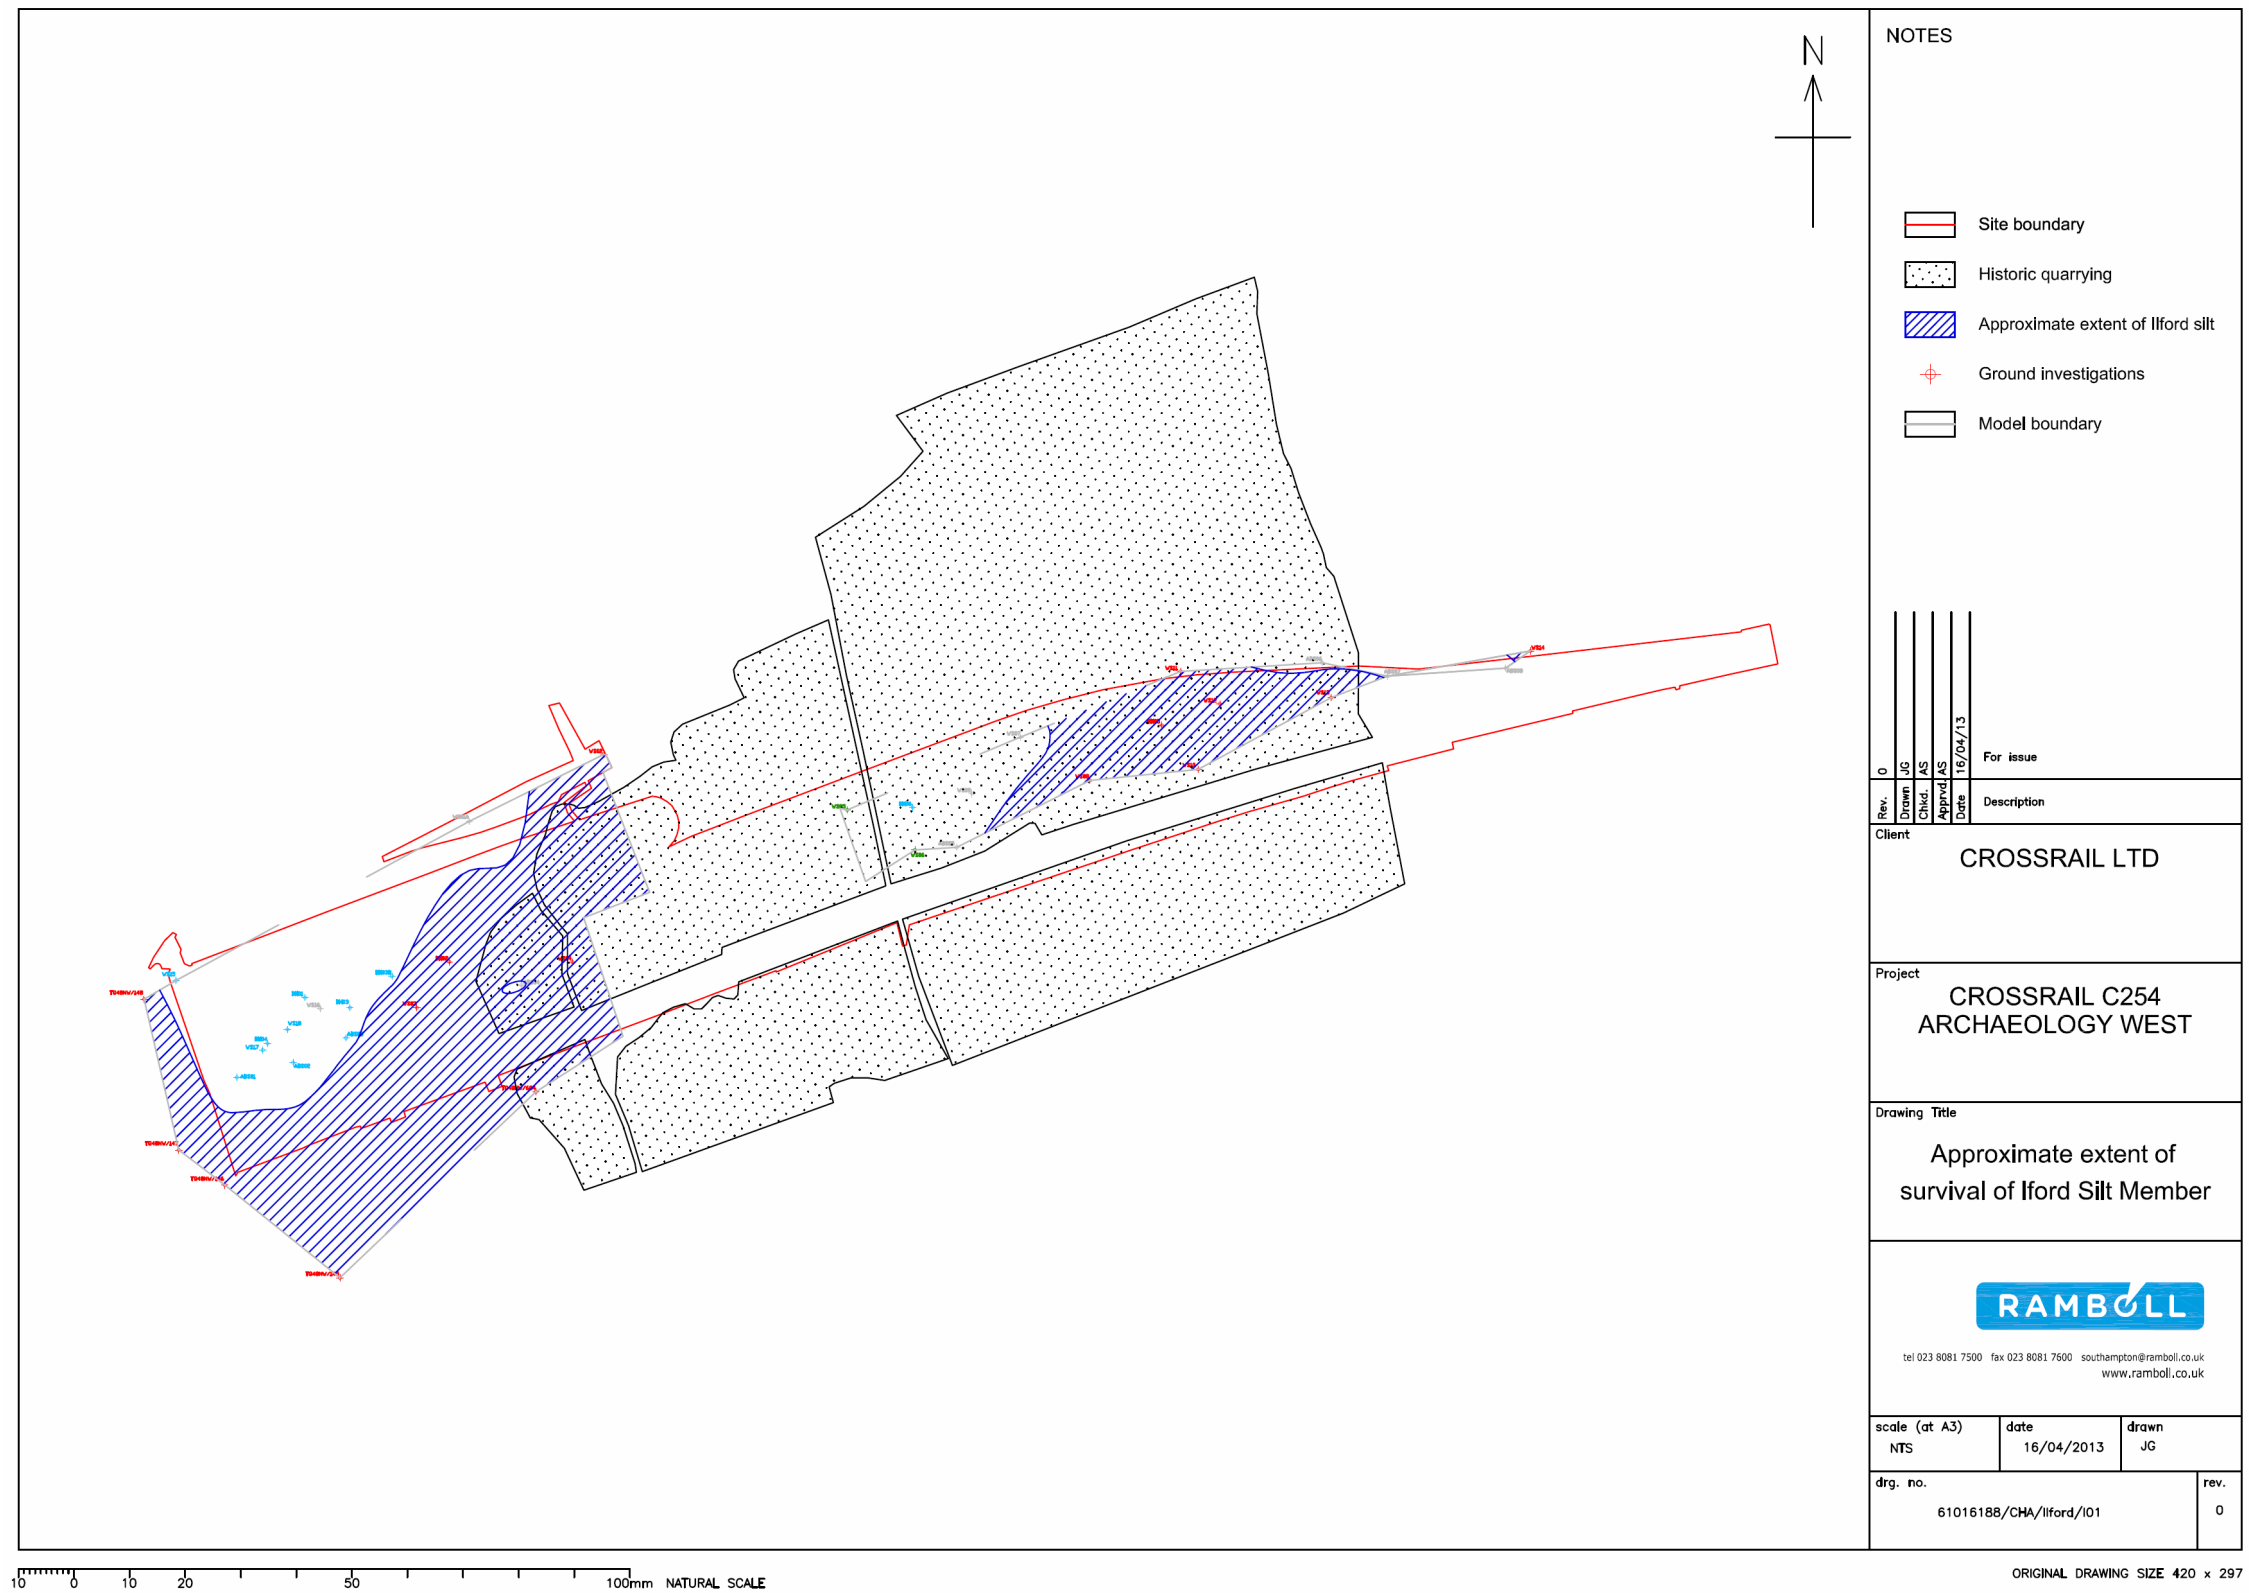 N
NOTES
Site boundary
Historic quarrying
Approximate extent of Ilford silt
Ground investigations
Model boundary
0
JG
AS
AS
16/04/13
For issue
Rev.
Drawn
Chkd.
Apprvd.
Date
Description
Client
CROSSRAIL LTD
Project
CROSSRAIL C254
ARCHAEOLOGY WEST
Drawing Title
Approximate extent of
survival of Iford Silt Member
RAMBOLL
tel 023 8081 7500 fax 023 8081 7600 southampton@ramboll.co.uk
www.ramboll.co.uk
scale (at A3)
NTS
date
16/04/2013
drawn
JG
drg. no.
61016188/CHA/Ilford/I01
rev.
0
10 0 10 20 50 100mm NATURAL SCALE
ORIGINAL DRAWING SIZE 420 x 297